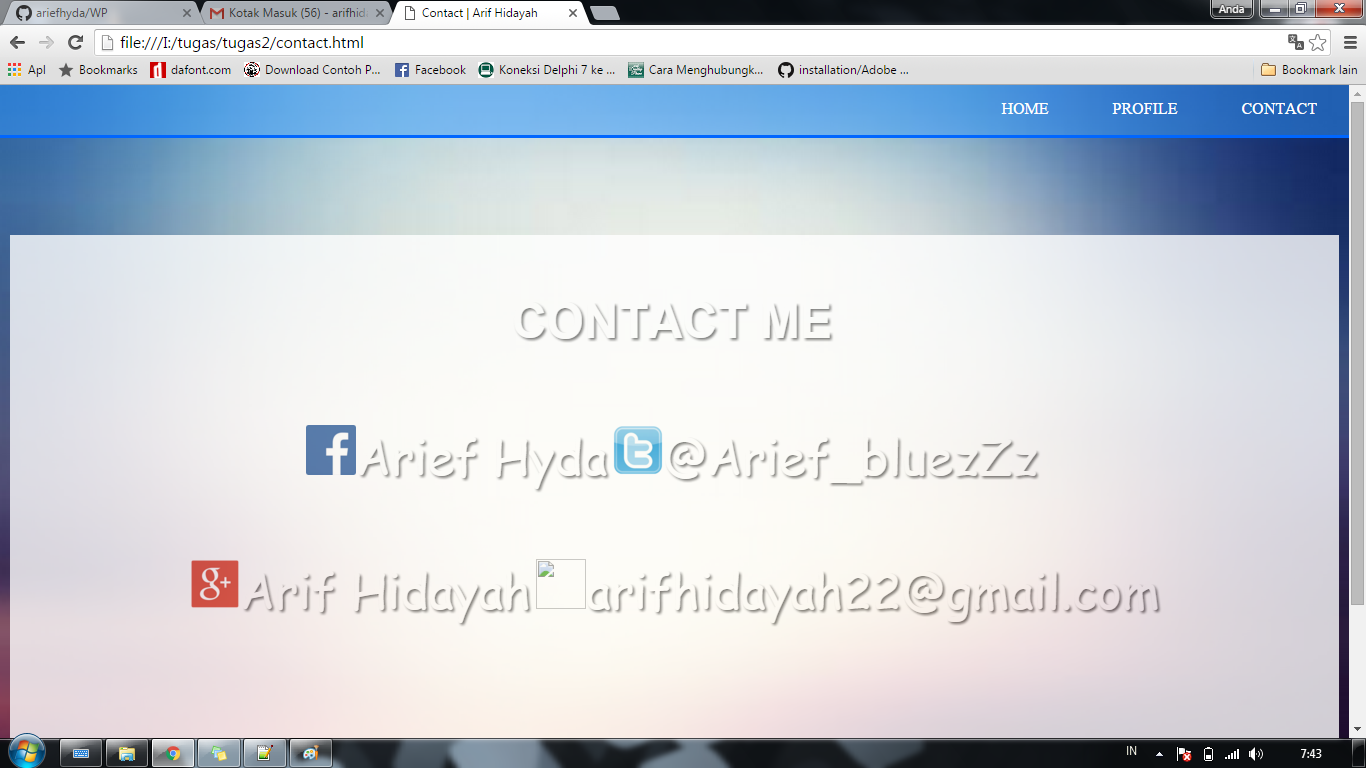 ariefhyda/WP
Kotak Masuk (56) - arifhida
Contact | Arif Hidayah
Anda
file:///I:/tugas/tugas2/contact.html
Apl
Bookmarks
dafont.com
Download Contoh P...
Facebook
Koneksi Delphi 7 ke ...
Cara Menghubungk...
installation/Adobe ...
Bookmark lain
HOME PROFILE CONTACT
CONTACT ME
Arief Hyda @Arief_bluezZz
Arif Hidayah arifhidayah22@gmail.com
IN
7:43